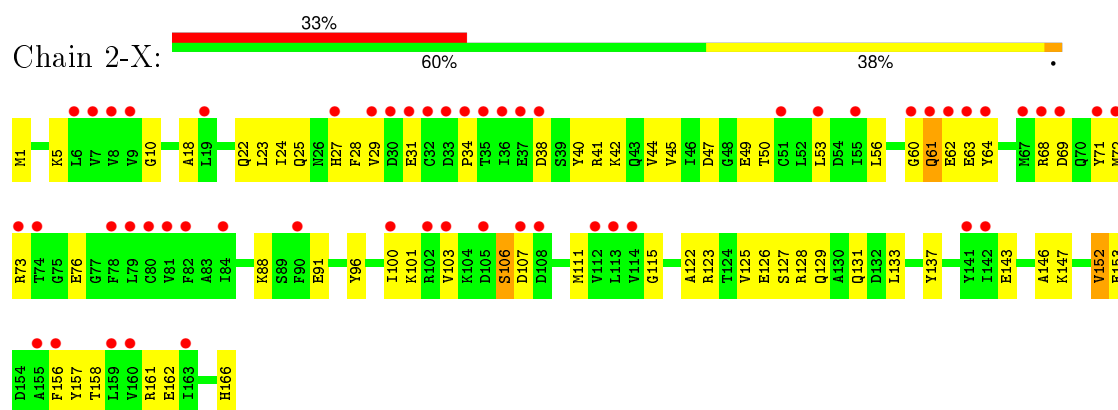 33%
Chain 2-X:
60% 38% •
M1 K5 L6 V7 V8 V9 G10 A18 L19 Q22 L23 I24 Q25 N26 H27 F28 V29 D30 E31 C32 D33 P34 T35 I36 E37 D38 S39 Y40 R41 K42 Q43 V44 V45 I46 D47 G48 E49 T50 C51 L52 L53 D54 I55 L56 G60 Q61 E62 E63 Y64 M67 R68 D69 Q70 Y71 M72
R73 T74 G75 E76 G77 F78 L79 C80 V81 F82 A83 I84 K88 S89 F90 E91 Y96 I100 K101 R102 V103 K104 D105 S106 D107 D108 M111 V112 L113 V114 G115 A122 R123 T124 V125 E126 S127 R128 Q129 A130 Q131 D132 L133 Y137 Y141 I142 E143 A146 K147 V152 E153
D154 A155 F156 Y157 T158 L159 V160 R161 E162 I163 H166